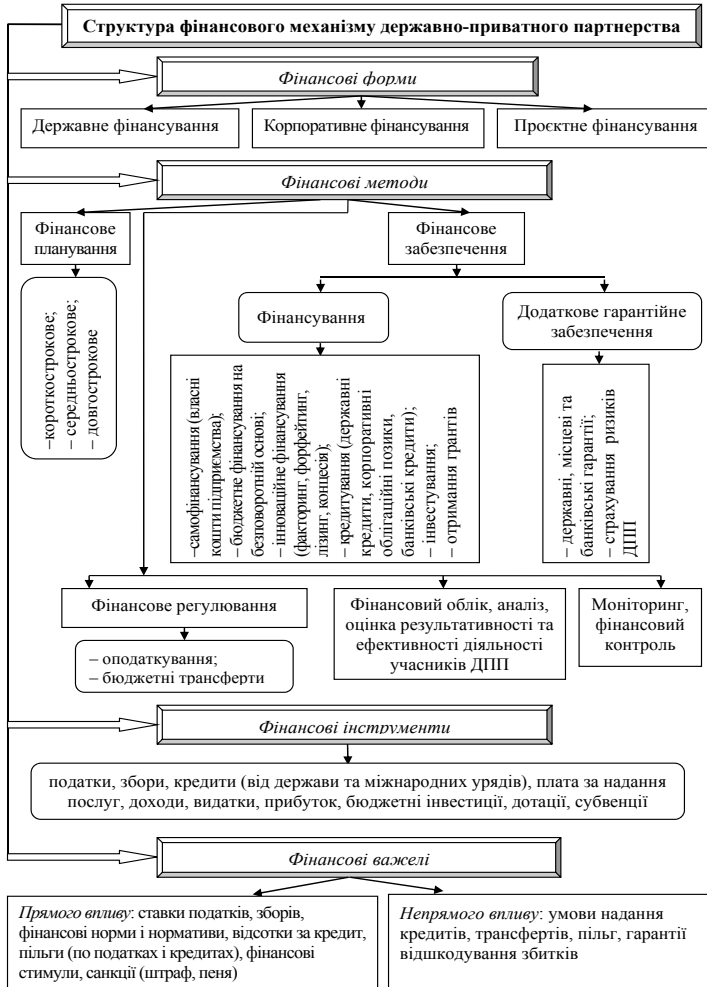 Структура фінансового механізму державно-приватного партнерства
Фінансові форми
Державне фінансування
Корпоративне фінансування
Проєктне фінансування
Фінансові методи
Фінансове
планування
Фінансове
забезпечення
–короткострокове;
– середньострокове;
– довгострокове
Фінансування
Додаткове гарантійне
забезпечення
–самофінансування (власні
кошти підприємства);
–бюджетне фінансування на
безповоротній основі;
–інноваційне фінансування
(факторинг, форфейтинг,
лізинг, концесія);
– кредитування (державні
кредити, корпоративні
облігаційні позики,
банківські кредити);
– інвестування;
– отримання грантів
– державні, місцеві та
банківські гарантії;
– страхування ризиків
ДПП
Фінансове регулювання
– оподаткування;
– бюджетні трансферти
Фінансовий облік, аналіз,
оцінка результативності та
ефективності діяльності
учасників ДПП
Моніторинг,
фінансовий
контроль
Фінансові інструменти
податки, збори, кредити (від держави та міжнародних урядів), плата за надання
послуг, доходи, видатки, прибуток, бюджетні інвестиції, дотації, субвенції
Фінансові важелі
Прямого впливу: ставки податків, зборів,
фінансові норми і нормативи, відсотки за кредит,
пільги (по податках і кредитах), фінансові
стимули, санкції (штраф, пеня)
Непрямого впливу: умови надання
кредитів, трансфертів, пільг, гарантії
відшкодування збитків